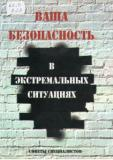 ВАША
БЕЗОПАСНОСТЬ
В
ЭКСТРЕМАЛЬНЫХ
СИТУАЦИЯХ
СОВЕТЫ СПЕЦИАЛИСТОВ